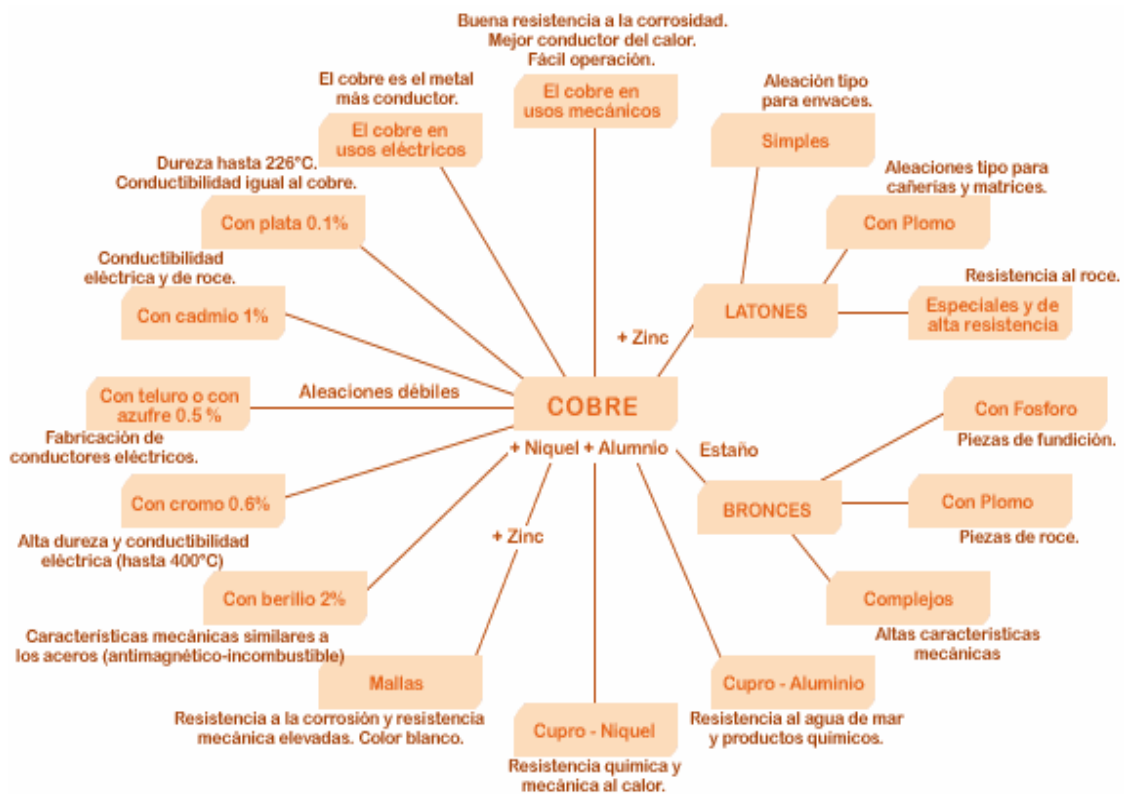 Buena resistencia a la corrosidad.
Mejor conductor del calor.
Fácil operación.
El cobre en
usos mecánicos
El cobre es el metal
más conductor.
El cobre en
usos eléctricos
Aleación tipo
para envaces.
Simples
Dureza hasta 226°C.
Conductibilidad igual al cobre.
Con plata 0.1%
Aleaciones tipo para
cañerías y matrices.
Con Plomo
Conductibilidad
eléctrica y de roce.
Con cadmio 1%
Resistencia al roce.
Especiales y de
alta resistencia
LATONES
+ Zinc
Aleaciones débiles
Con teluro o con
azufre 0.5 %
Fabricación de
conductores eléctricos.
COBRE
+ Niquel + Alumnio
Estaño
Con Fosforo
Piezas de fundición.
Con cromo 0.6%
Alta dureza y conductibilidad
eléctrica (hasta 400°C)
+ Zinc
BRONCES
Con Plomo
Piezas de roce.
Con berilio 2%
Características mecánicas similares a
los aceros (antimagnético-incombustible)
Complejos
Altas características
mecánicas
Mallas
Resistencia a la corrosión y resistencia
mecánica elevadas. Color blanco.
Cupro - Niquel
Resistencia química y
mecánica al calor.
Cupro - Aluminio
Resistencia al agua de mar
y productos químicos.